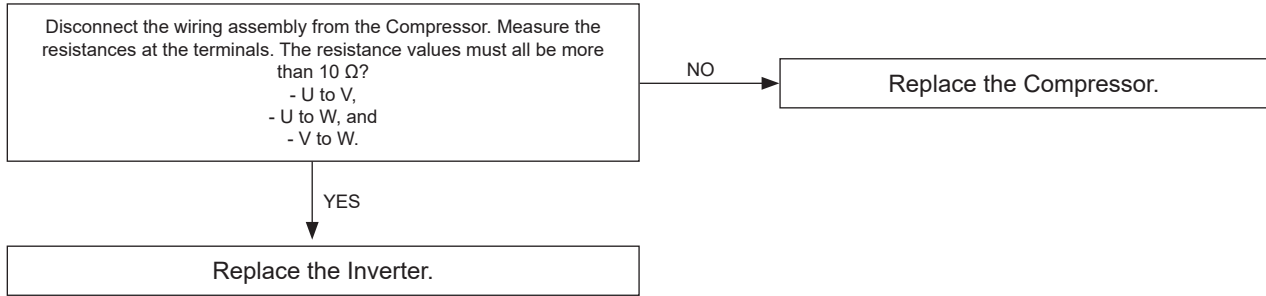 Disconnect the wiring assembly from the Compressor. Measure the
resistances at the terminals. The resistance values must all be more
than 10 Ω?
- U to V,
- U to W, and
- V to W.
NO
Replace the Compressor.
YES
Replace the Inverter.